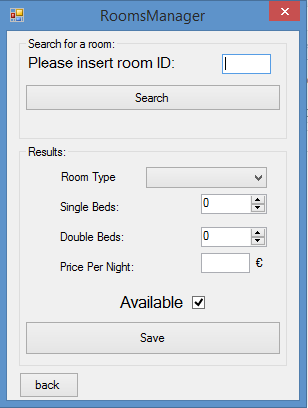 RoomsManager
Search for a room:
Please insert room ID:
Search
Results:
Room Type
Single Beds: 0
Double Beds: 0
Price Per Night: €
Available
Save
back